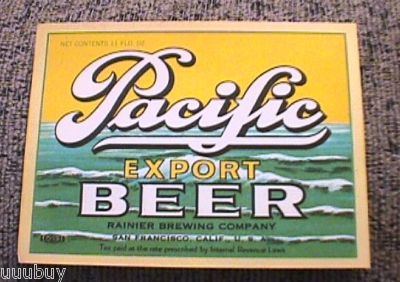 NET CONTENTS 11 FLD. OZ.
Pacific
EXPORT
BEER
RAINIER BREWING COMPANY
SAN FRANCISCO, CALIF., U. S. A.
Tax paid at the rate prescribed by Internal Revenue Laws
uuubuy